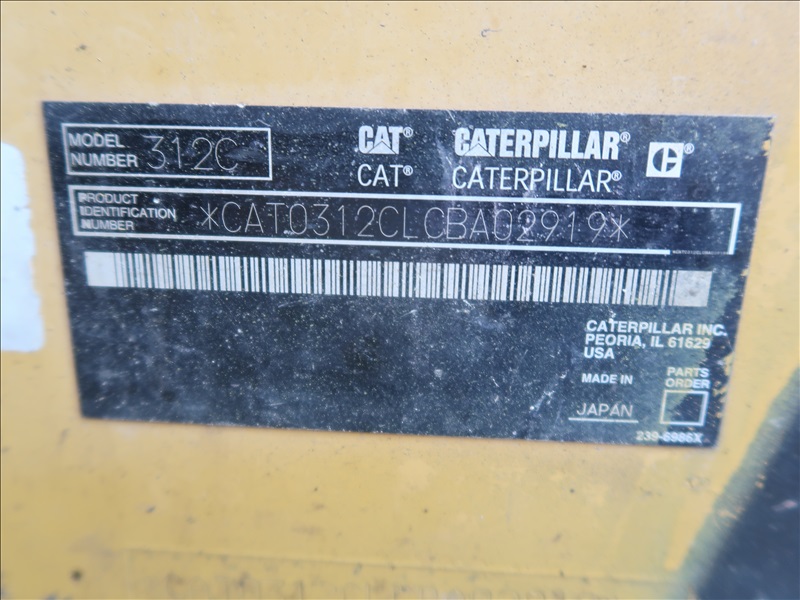 MODEL
NUMBER 312C
CAT® CATERPILLAR® C®
CAT® CATERPILLAR®
PRODUCT
IDENTIFICATION
NUMBER
*CAT0312CLCBA02919*
CATERPILLAR INC.
PEORIA, IL 61629
USA
MADE IN
JAPAN
PARTS
ORDER
239-6986X